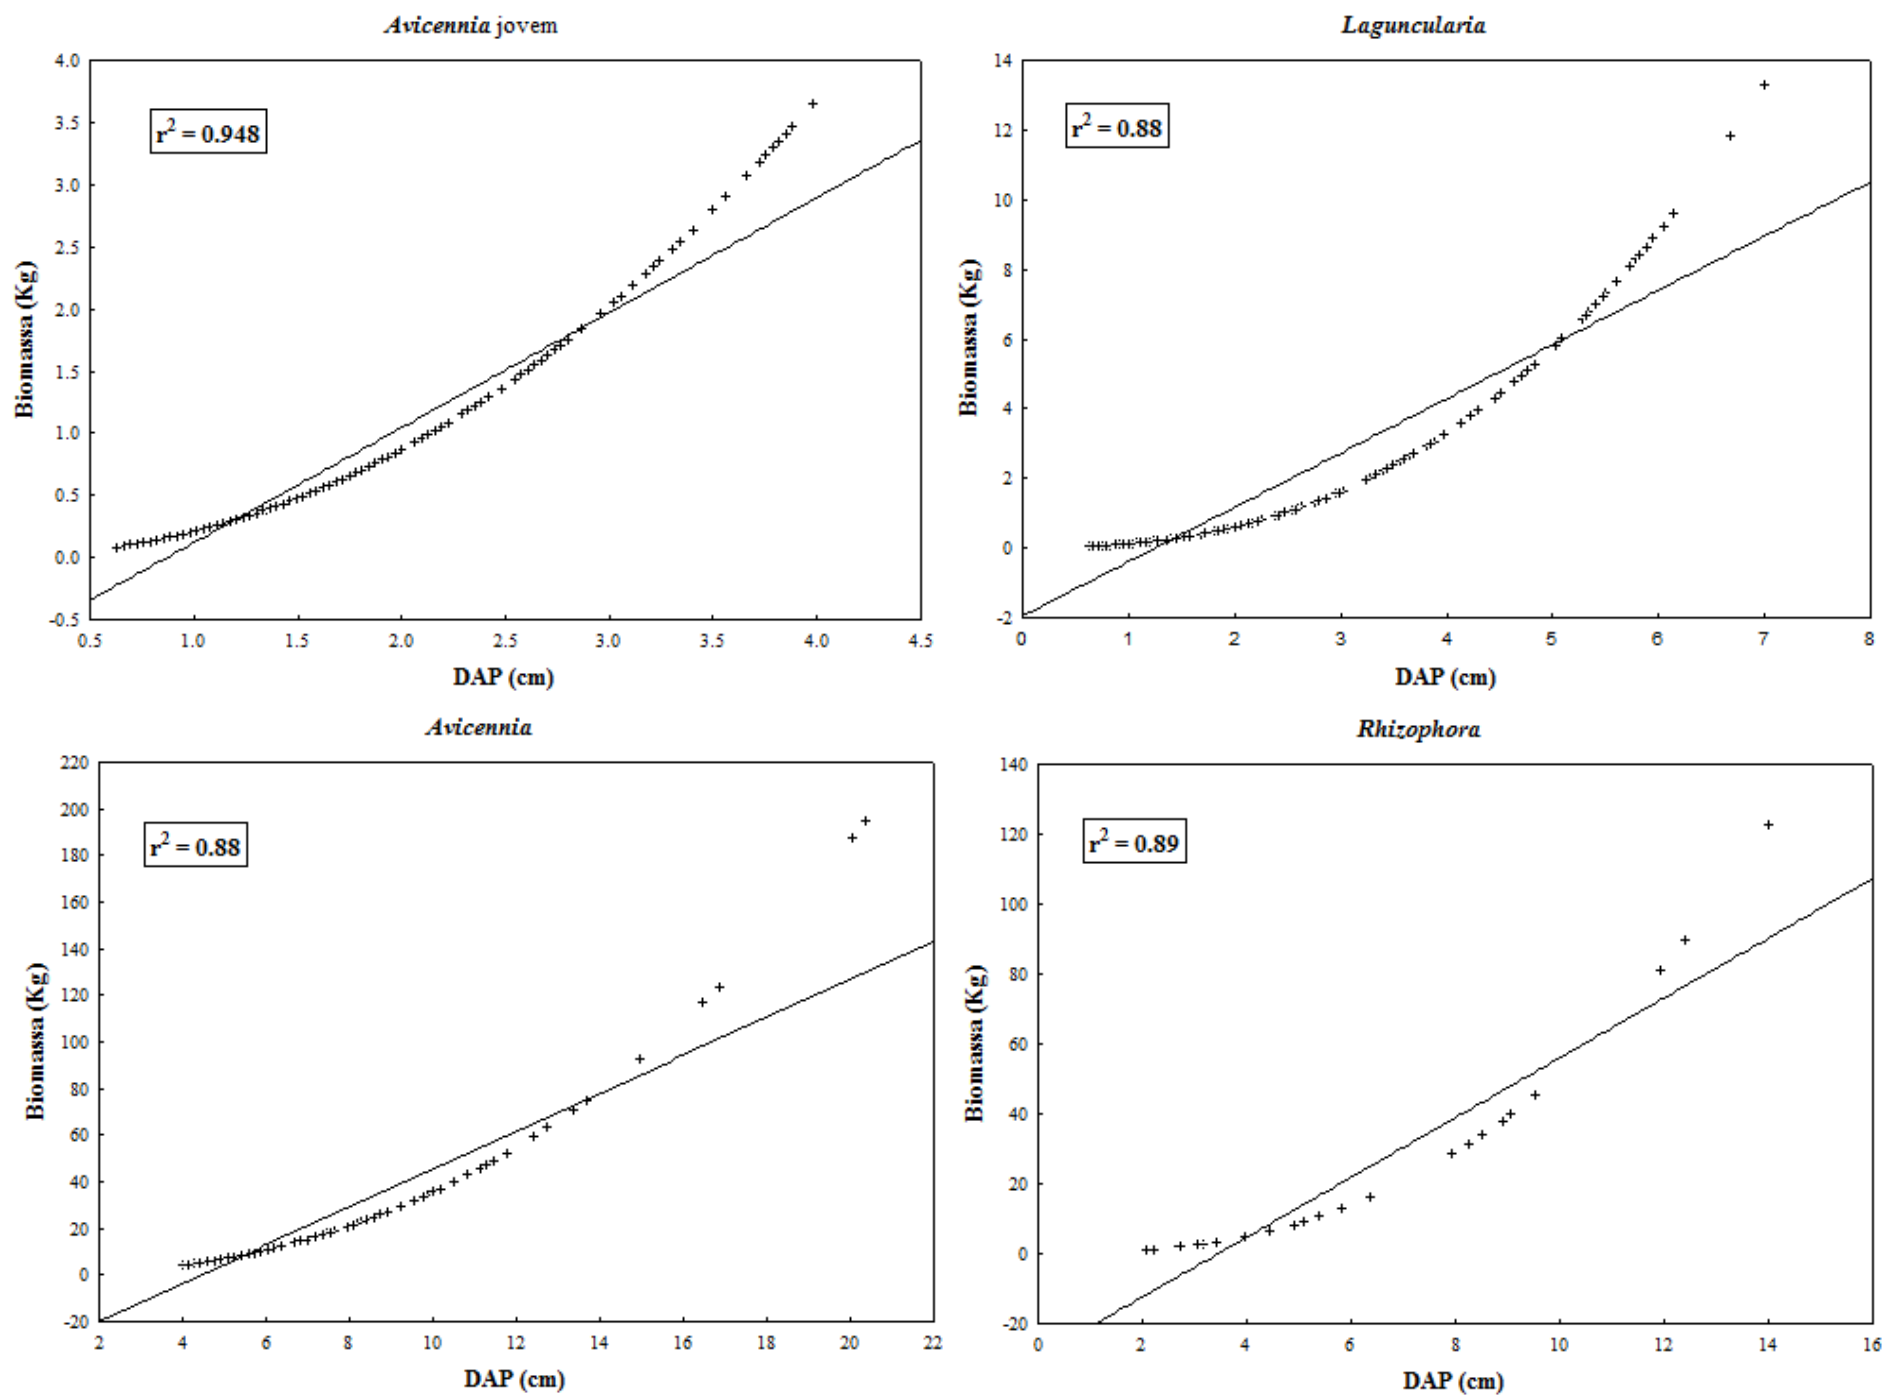 Avicennia jovem
4.0
3.5
3.0
2.5
2.0
1.5
1.0
0.5
0.0
-0.5
r² = 0.948
Biomassa (Kg)
0.5 1.0 1.5 2.0 2.5 3.0 3.5 4.0 4.5
DAP (cm)
Laguncularia
14
12
10
8
6
4
2
0
-2
r² = 0.88
Biomassa (Kg)
0 1 2 3 4 5 6 7 8
DAP (cm)
Avicennia
220
200
180
160
140
120
100
80
60
40
20
0
-20
r² = 0.88
Biomassa (Kg)
2 4 6 8 10 12 14 16 18 20 22
DAP (cm)
Rhizophora
140
120
100
80
60
40
20
0
-20
r² = 0.89
Biomassa (Kg)
0 2 4 6 8 10 12 14 16
DAP (cm)